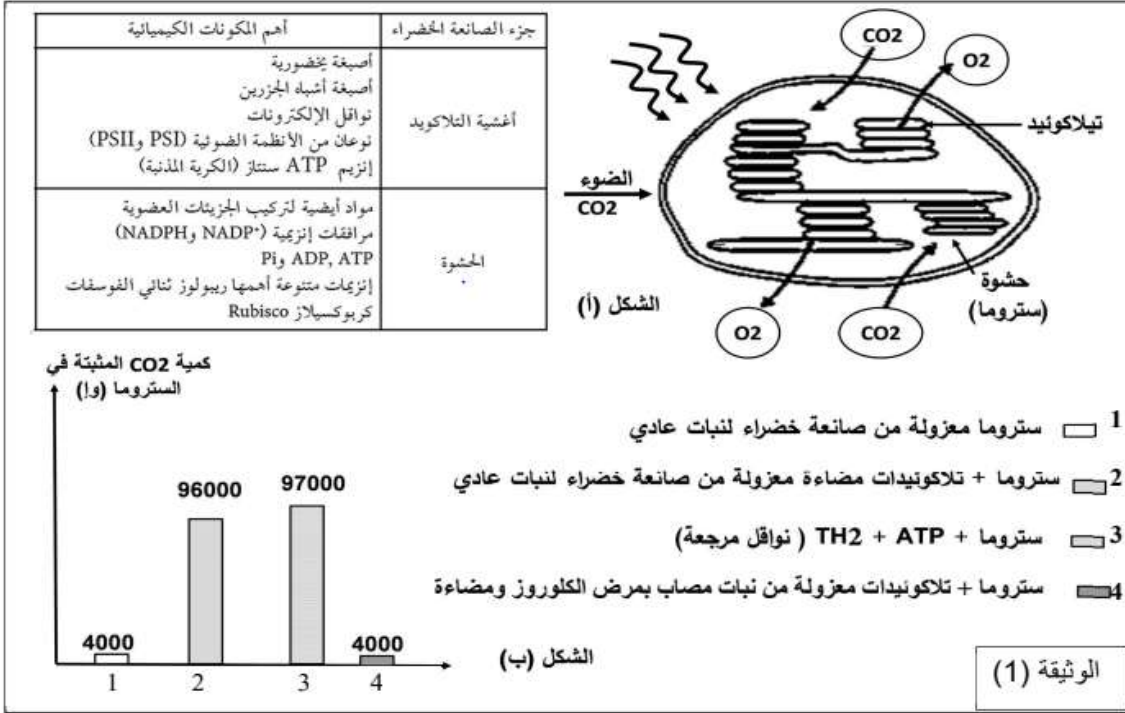 جزء الصانعة الخضراء
أهم المكونات الكيميائية
أغشية التلاكويد
أصبغة يخضورية
أصبغة أشباه الجزرين
نواقل الإلكترونات
نوعان من الأنظمة الضوئية (PSI وPSII)
إنزيم ATP سنتاز (الكرية المذنبة)
الحشوة
مواد أيضية لتركيب الجزيئات العضوية
مرافقات إنزيمية (NADP⁺ وNADPH)
ADP, ATP وPi
إنزيمات متنوعة أهمها ريبولوز ثنائي الفوسفات
كربوكسيلاز Rubisco
CO2
O2
تيلاكوئيد
الضوء
CO2
حشوة
(ستروما)
الشكل (أ)
O2
CO2
كمية CO2 المثبتة في
الستروما (وإ)
4000
96000
97000
4000
1
2
3
4
1 ستروما معزولة من صانعة خضراء لنبات عادي
2 ستروما + تلاكوئيدات مضاءة معزولة من صانعة خضراء لنبات عادي
3 ستروما + TH2 + ATP ( نواقل مرجعة)
4 ستروما + تلاكوئيدات معزولة من نبات مصاب بمرض الكلوروز ومضاءة
الشكل (ب)
الوثيقة (1)